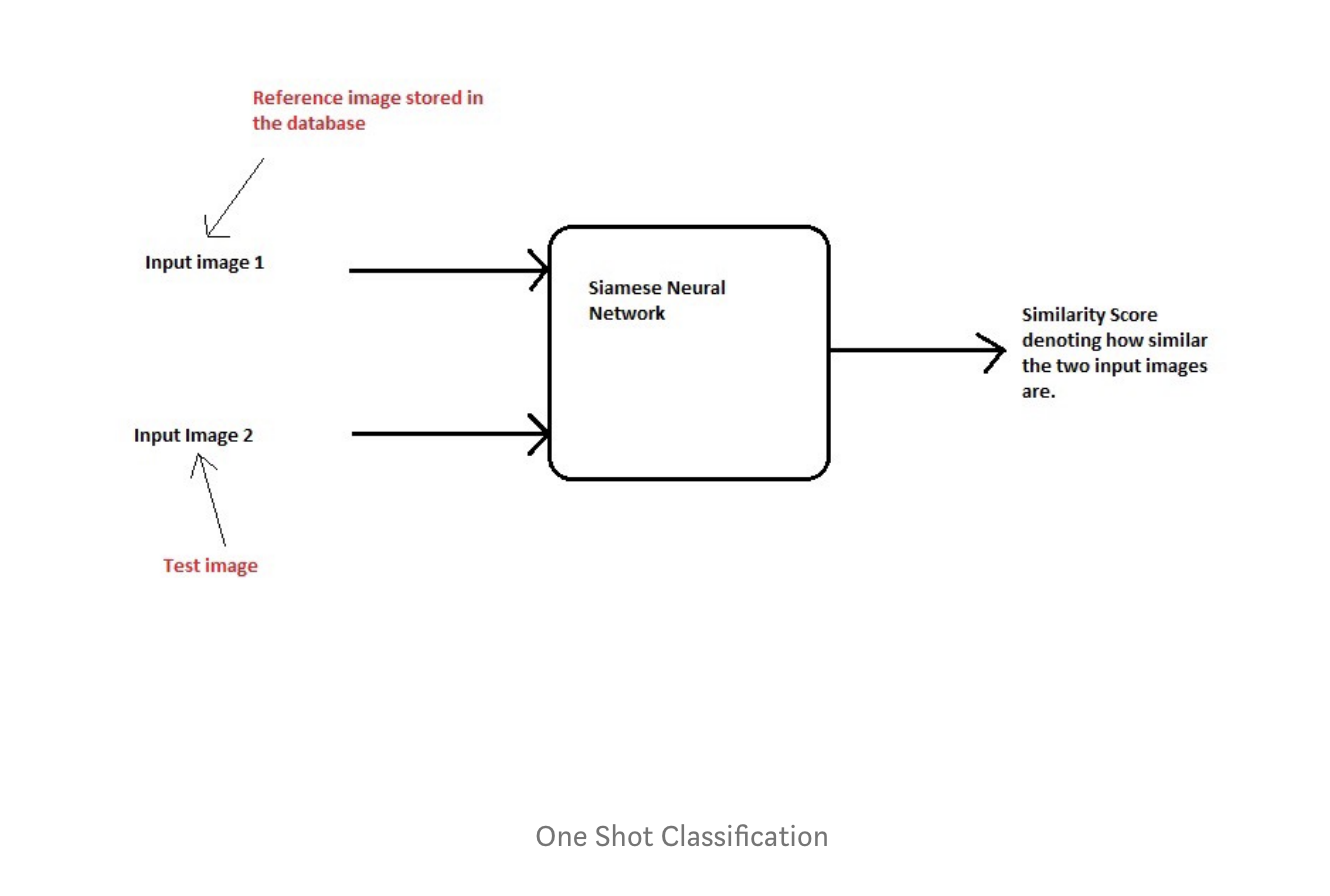 Reference image stored in
the database
Input image 1
Siamese Neural
Network
Similarity Score
denoting how similar
the two input images
are.
Input Image 2
Test image
One Shot Classification